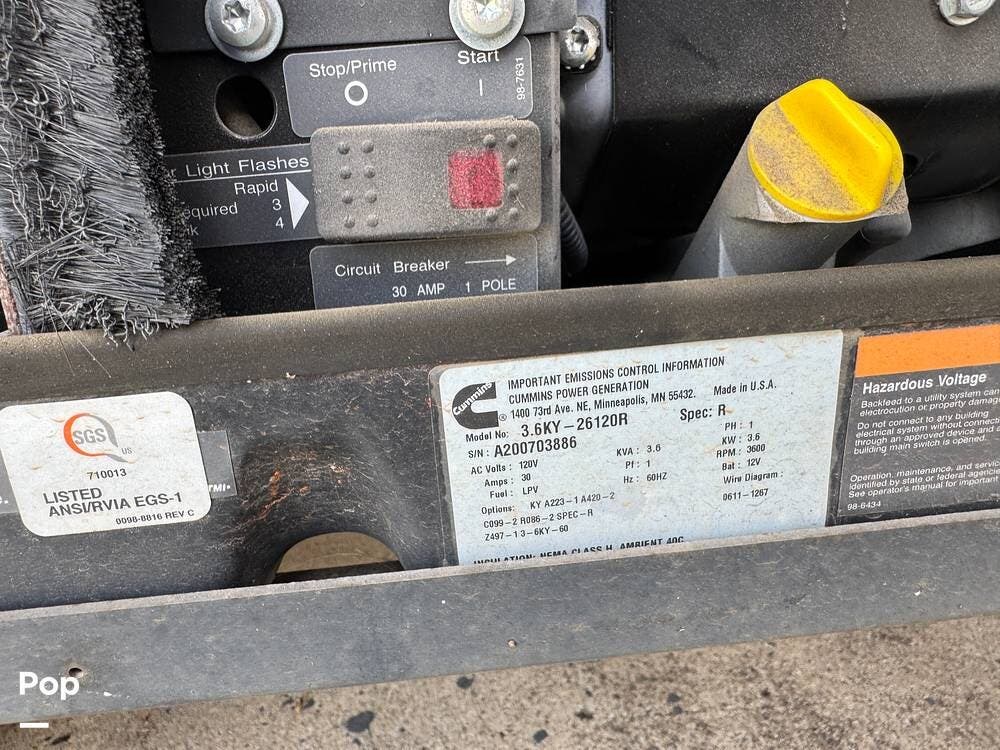 Stop/Prime
Start
98-7631
Light Flashes
Rapid
equired 3
4
Circuit Breaker
30 AMP 1 POLE
SGS
US
710013
LISTED
ANSI/RVIA EGS-1
0098-8816 REV C
Cummins
IMPORTANT EMISSIONS CONTROL INFORMATION
CUMMINS POWER GENERATION
1400 73rd Ave. NE, Minneapolis, MN 55432. Made in U.S.A.
Model No: 3.6KY-26120R Spec: R
S/N : A200703886 PH : 1
AC Volts : 120V KVA : 3.6 KW : 3.6
Amps : 30 Pf : 1 RPM : 3600
Fuel : LPV Hz : 60HZ Bat : 12V
Options: KY A223-1 A420-2 Wire Diagram :
C099-2 R086-2 SPEC-R 0611-1267
Z497-1 3-6KY-60
INSULATION: NEMA CLASS H, AMBIENT 40C
Hazardous Voltage
Backfeed to a utility system can
electrocution or property damag
Do not connect to any building
electrical system without connect
through an approved device and a
building main switch is opened.
Operation, maintenance, and servic
identified by state or federal agencies
See operator's manual for important
98-6434
Pop